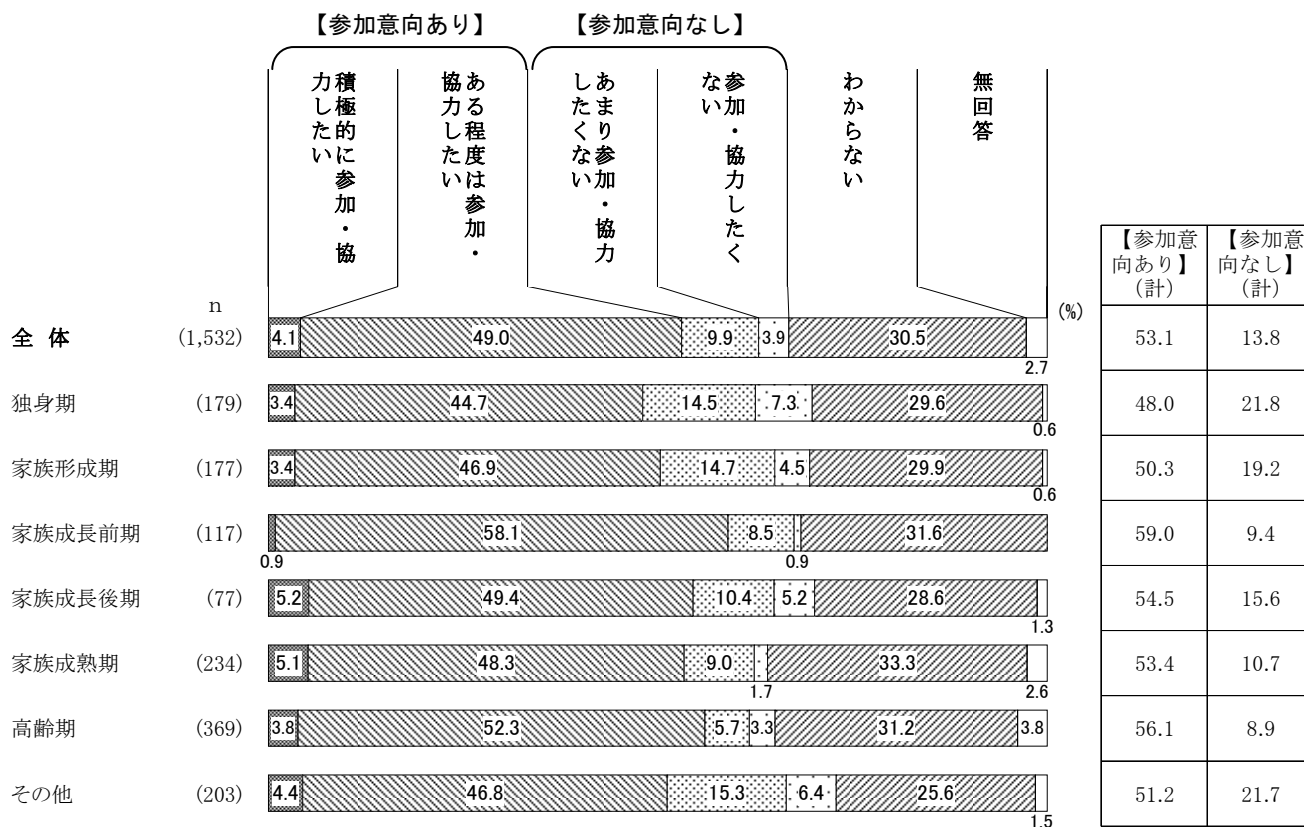 【参加意向あり】 【参加意向なし】
積極的に参加・協
力したい
ある程度は参加・
協力したい
あまり参加・協力
したくない
参加・協力したく
ない
わからない
無回答
【参加意
向あり】
(計)
【参加意
向なし】
(計)
n
(%)
全体 (1,532) 4.1 49.0 9.9 3.9 30.5 2.7 53.1 13.8
独身期 (179) 3.4 44.7 14.5 7.3 29.6 0.6 48.0 21.8
家族形成期 (177) 3.4 46.9 14.7 4.5 29.9 0.6 50.3 19.2
家族成長前期 (117) 0.9 58.1 8.5 0.9 31.6 59.0 9.4
家族成長後期 (77) 5.2 49.4 10.4 5.2 28.6 1.3 54.5 15.6
家族成熟期 (234) 5.1 48.3 9.0 1.7 33.3 2.6 53.4 10.7
高齢期 (369) 3.8 52.3 5.7 3.3 31.2 3.8 56.1 8.9
その他 (203) 4.4 46.8 15.3 6.4 25.6 1.5 51.2 21.7